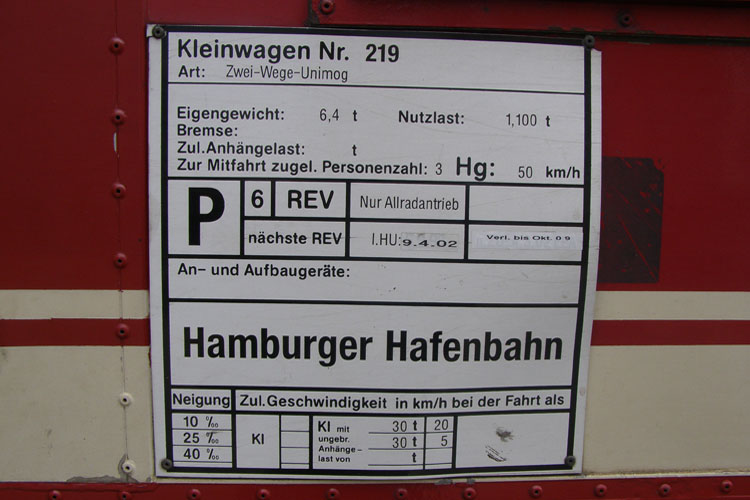 Kleinwagen Nr. 219
Art: Zwei-Wege-Unimog
Eigengewicht: 6,4 t Nutzlast: 1,100 t
Bremse:
Zul.Anhängelast: t
Zur Mitfahrt zugel. Personenzahl: 3 Hg: 50 km/h
P 6 REV Nur Allradantrieb
nächste REV I.HU: 9.4.02 Verl. bis Okt. 09
An- und Aufbaugeräte:
Hamburger Hafenbahn
Neigung Zul.Geschwindigkeit in km/h bei der Fahrt als
10 ‰
25 ‰
40 ‰
Kl
Kl mit 30 t 20
ungebr. 30 t 5
Anhänge-
last von t